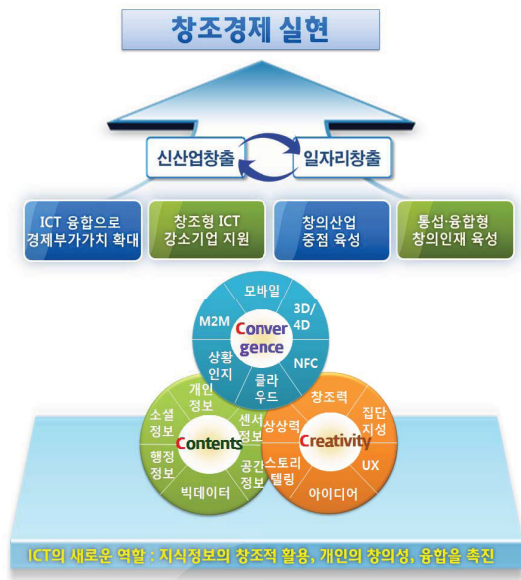 창조경제 실현
신산업창출
일자리창출
ICT 융합으로
경제부가가치 확대
창조형 ICT
강소기업 지원
창의산업
중점 육성
통섭·융합형
창의인재 육성
모바일
3D/
4D
M2M
Conver
gence
NFC
상황
인지
클라
우드
개인
정보
소셜
정보
센서
정보
Contents
행정
정보
공간
정보
빅데이터
창조력
상상력
집단
지성
Creativity
스토리
텔링
UX
아이디어
ICT의 새로운 역할 : 지식정보의 창조적 활용, 개인의 창의성, 융합을 촉진